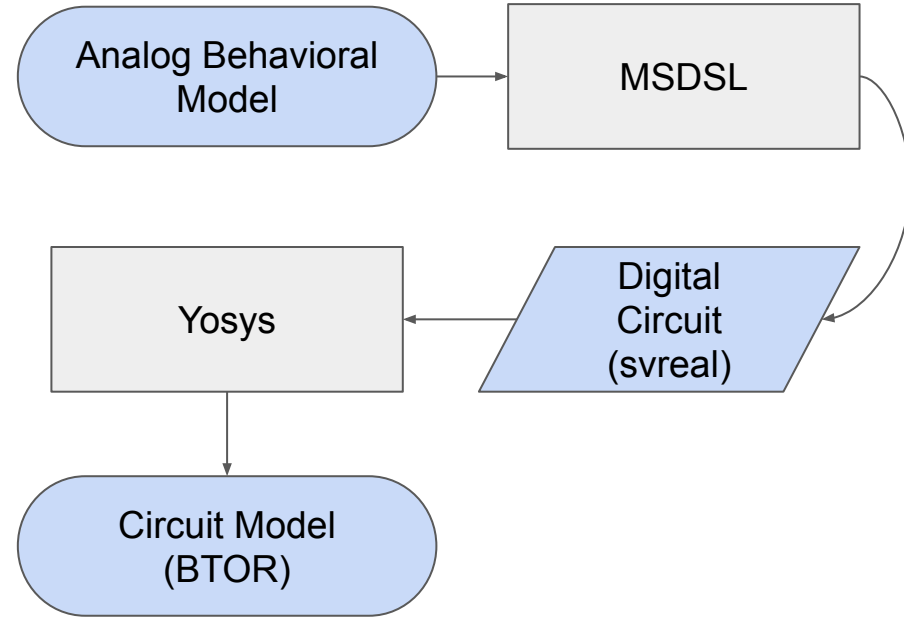 Analog Behavioral
Model
MSDSL
Digital
Circuit
(svreal)
Yosys
Circuit Model
(BTOR)